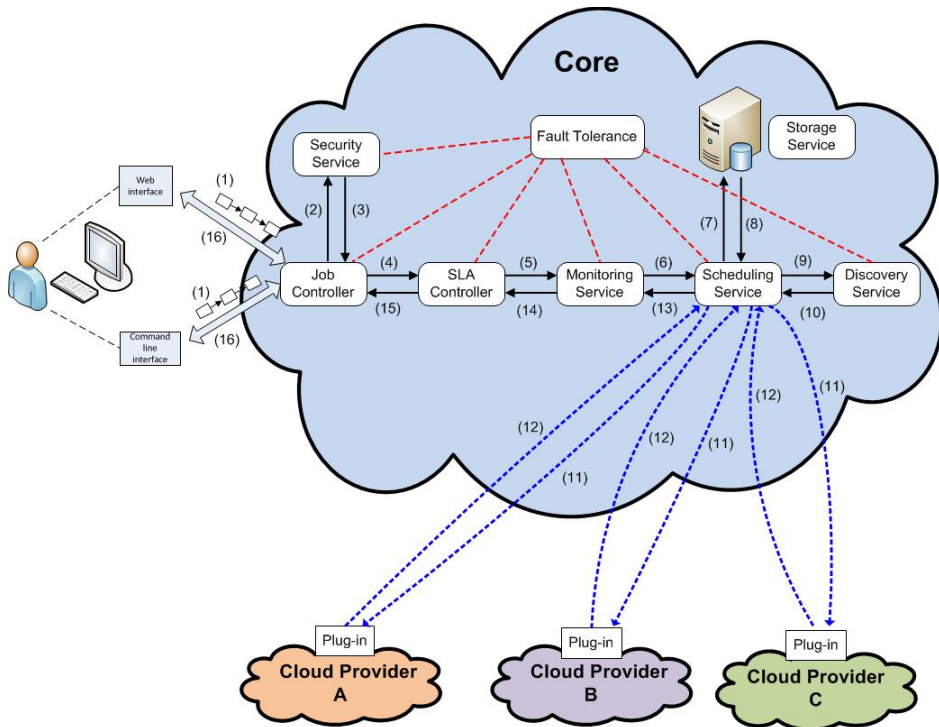 Core
Fault Tolerance
Storage
Service
Security
Service
Web
interface
(1)
(2)
(3)
(7)
(8)
(16)
(4)
(5)
(6)
(9)
Job
Controller
SLA
Controller
Monitoring
Service
Scheduling
Service
Discovery
Service
(1)
(15)
(14)
(13)
(10)
(16)
Command
line
interface
(12)
(11)
(12)
(11)
(12)
(11)
Plug-in
Cloud Provider
A
Plug-in
Cloud Provider
B
Plug-in
Cloud Provider
C